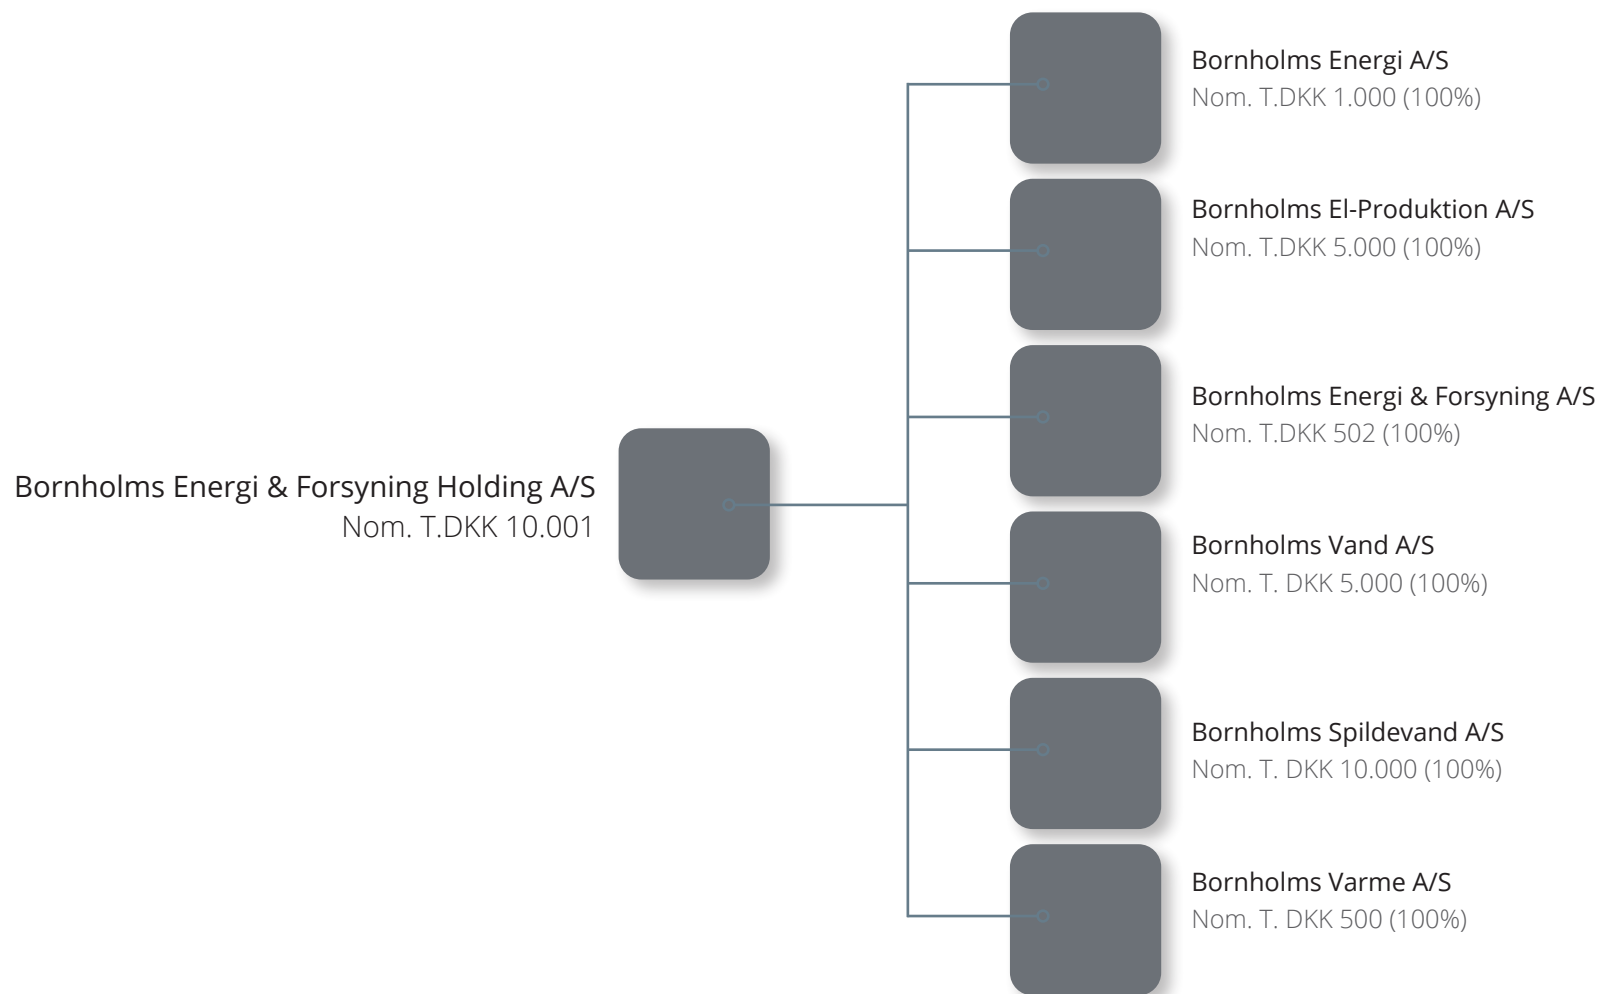 Bornholms Energi & Forsyning Holding A/S
Nom. T.DKK 10.001
Bornholms Energi A/S
Nom. T.DKK 1.000 (100%)
Bornholms El-Produktion A/S
Nom. T.DKK 5.000 (100%)
Bornholms Energi & Forsyning A/S
Nom. T.DKK 502 (100%)
Bornholms Vand A/S
Nom. T. DKK 5.000 (100%)
Bornholms Spildevand A/S
Nom. T. DKK 10.000 (100%)
Bornholms Varme A/S
Nom. T. DKK 500 (100%)